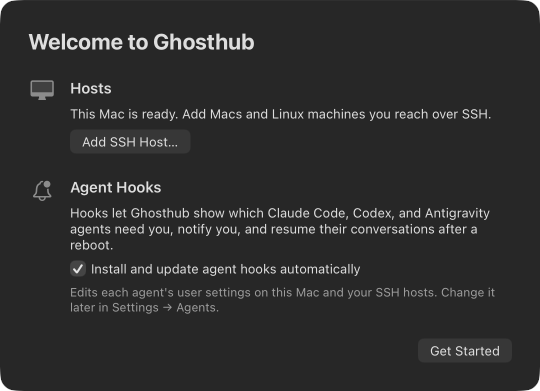 Welcome to Ghosthub
Hosts
This Mac is ready. Add Macs and Linux machines you reach over SSH.
Add SSH Host...
Agent Hooks
Hooks let Ghosthub show which Claude Code, Codex, and Antigravity
agents need you, notify you, and resume their conversations after a
reboot.
Install and update agent hooks automatically
Edits each agent's user settings on this Mac and your SSH hosts. Change it
later in Settings → Agents.
Get Started